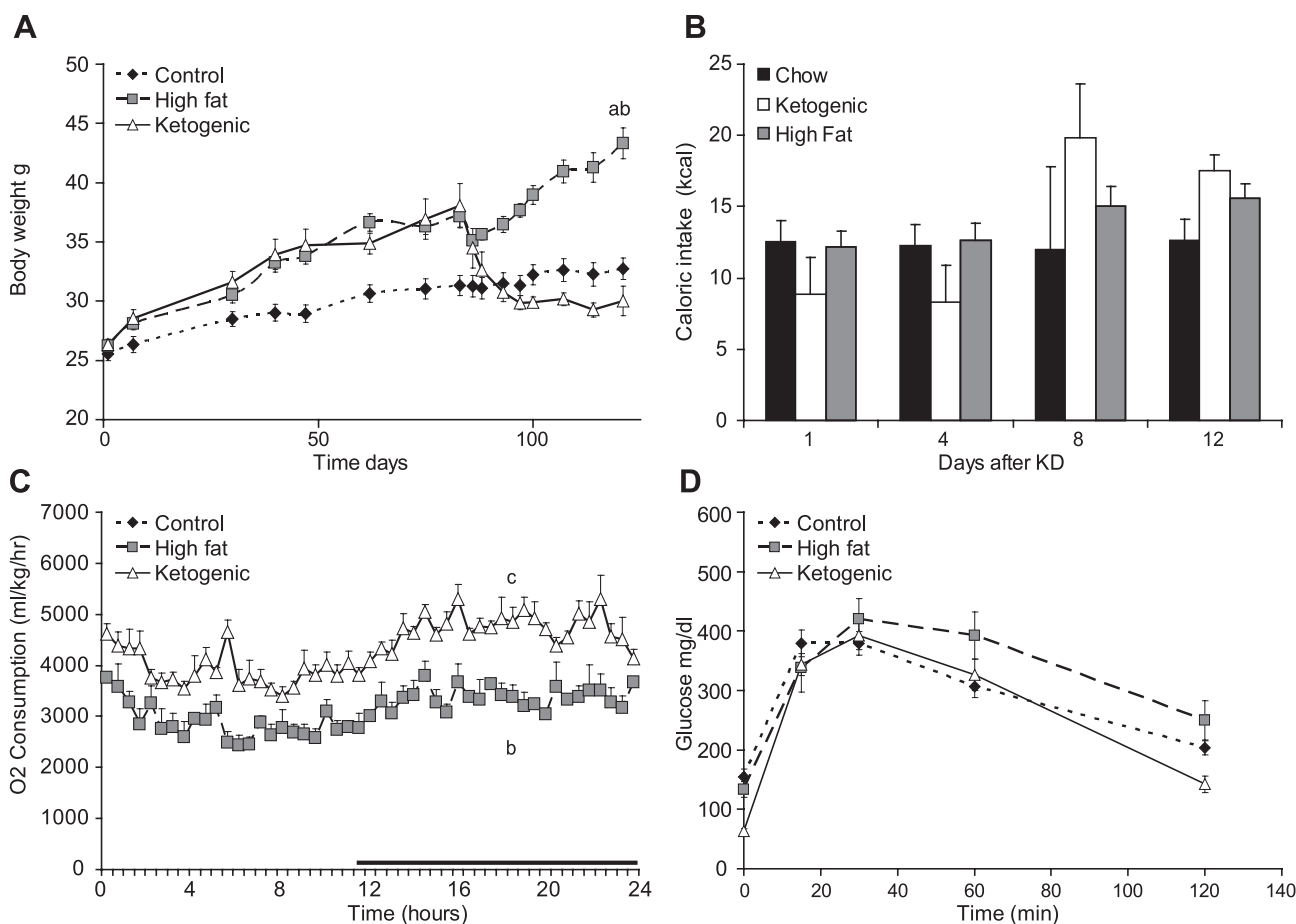 A
Body weight g
50
45
40
35
30
25
20
Control
High fat
Ketogenic
ab
0 50 100
Time days
B
Caloric intake (kcal)
25
20
15
10
5
0
Chow
Ketogenic
High Fat
1 4 8 12
Days after KD
C
O2 Consumption (ml/kg/hr)
7000
6000
5000
4000
3000
2000
1000
0
Control
High fat
Ketogenic
c
b
0 4 8 12 16 20 24
Time (hours)
D
Glucose mg/dl
600
500
400
300
200
100
0
Control
High fat
Ketogenic
0 20 40 60 80 100 120 140
Time (min)